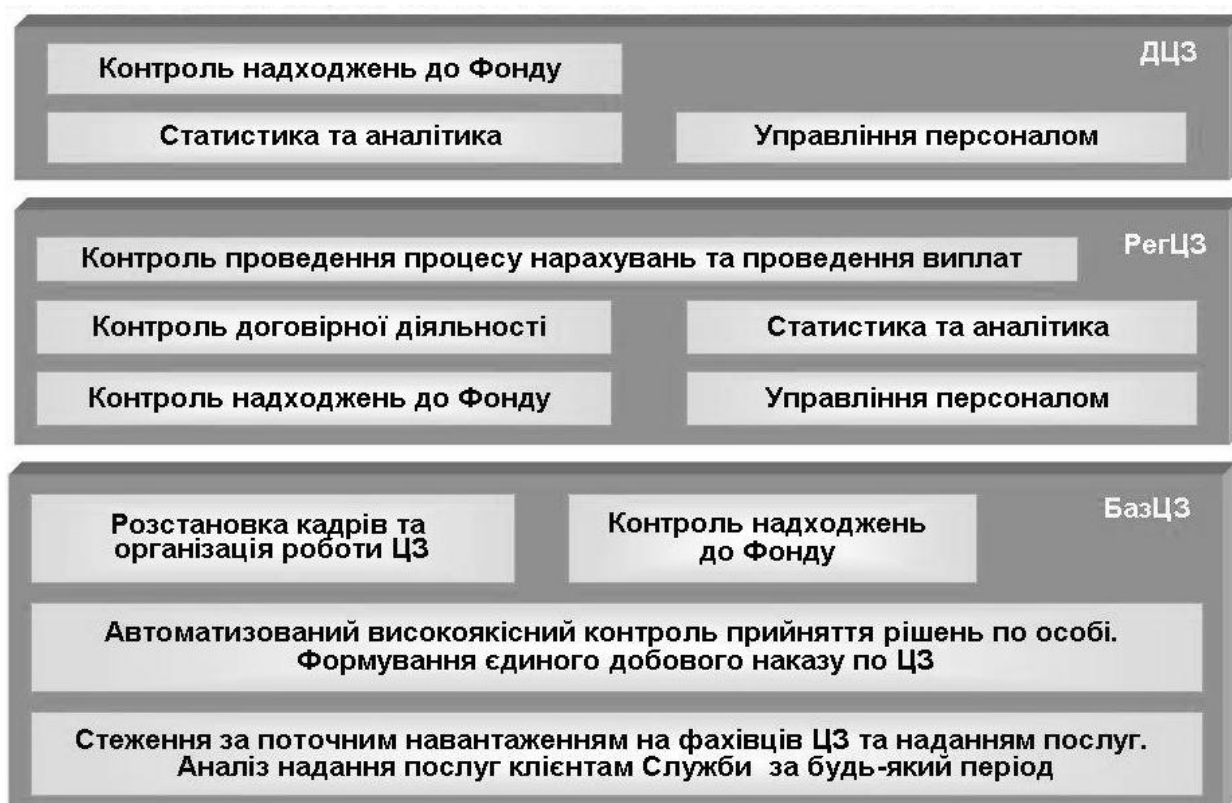 ДЦЗ
Контроль надходжень до Фонду
Статистика та аналітика
Управління персоналом
РегЦЗ
Контроль проведення процесу нарахувань та проведення виплат
Контроль договірної діяльності
Статистика та аналітика
Контроль надходжень до Фонду
Управління персоналом
БазЦЗ
Розстановка кадрів та
організація роботи ЦЗ
Контроль надходжень
до Фонду
Автоматизований високоякісний контроль прийняття рішень по особі.
Формування єдиного добового наказу по ЦЗ
Стеження за поточним навантаженням на фахівців ЦЗ та наданням послуг.
Аналіз надання послуг клієнтам Служби за будь-який період